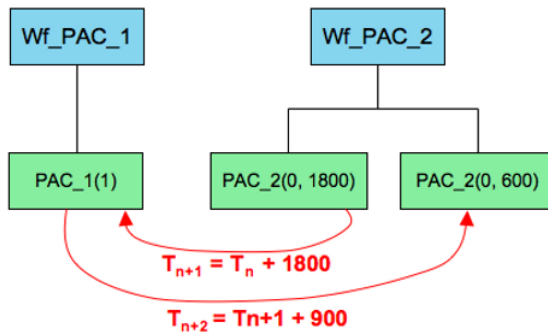 Wf_PAC_1 Wf_PAC_2
PAC_1(1) PAC_2(0, 1800) PAC_2(0, 600)
Tn+1 = Tn + 1800
Tn+2 = Tn+1 + 900